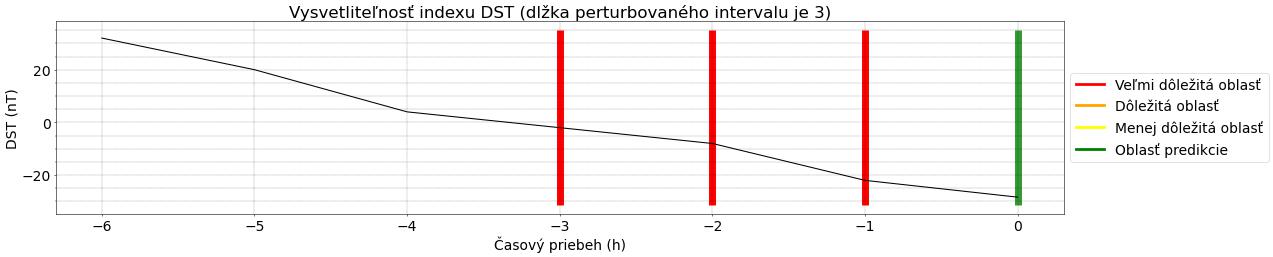 Vysvetliteľnosť indexu DST (dĺžka perturbovaného intervalu je 3)
DST (nT)
20
0
−20
−6 −5 −4 −3 −2 −1 0
Časový priebeh (h)
Veľmi dôležitá oblasť
Dôležitá oblasť
Menej dôležitá oblasť
Oblasť predikcie